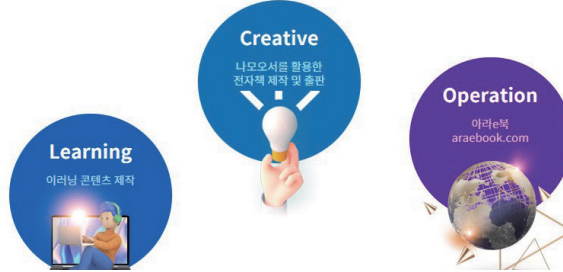 Creative
나모오서를 활용한
전자책 제작 및 출판
Operation
아라e북
araebook.com
Learning
이러닝 콘텐츠 제작